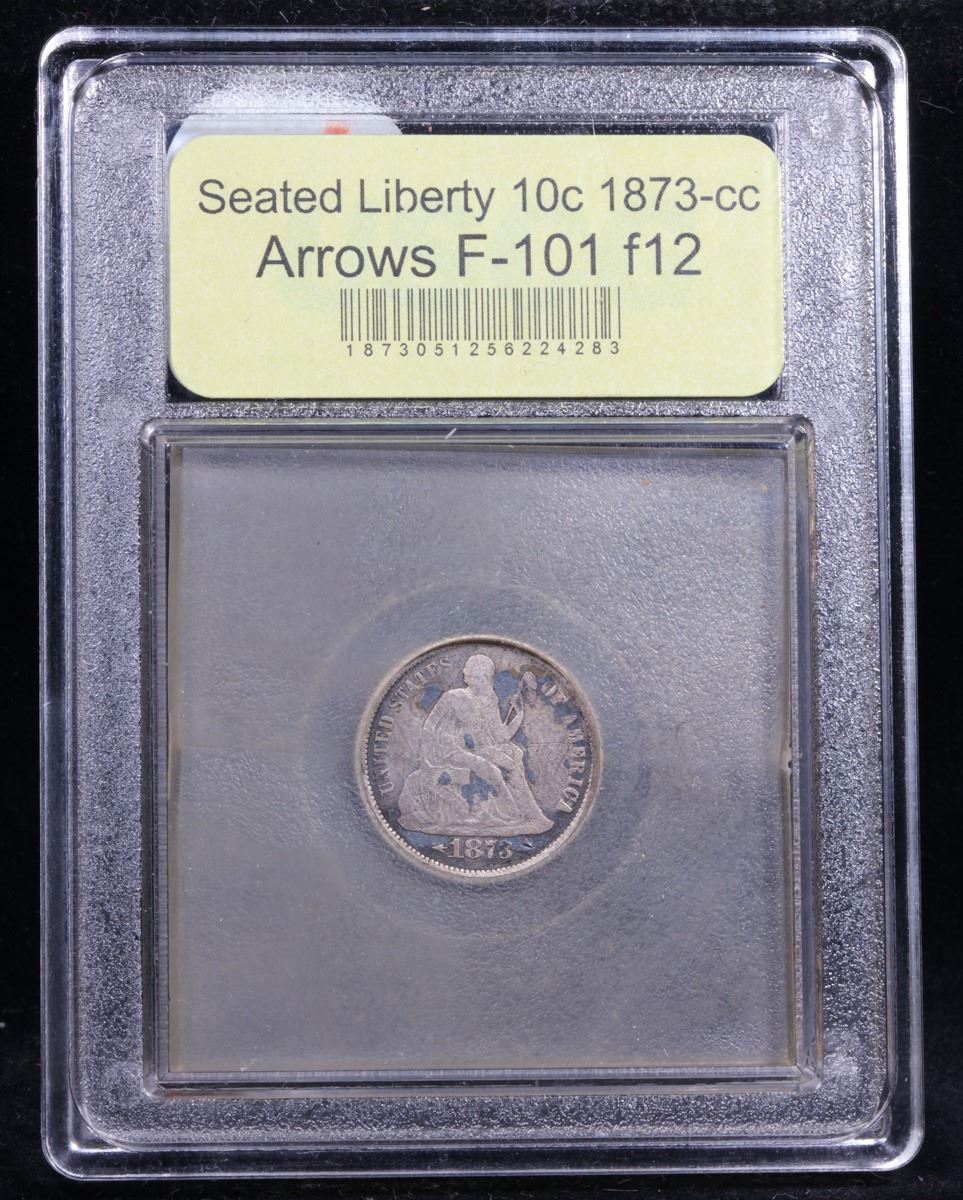 Seated Liberty 10c 1873-cc
Arrows F-101 f12
1873051256224283
UNITED STATES OF AMERICA
1873